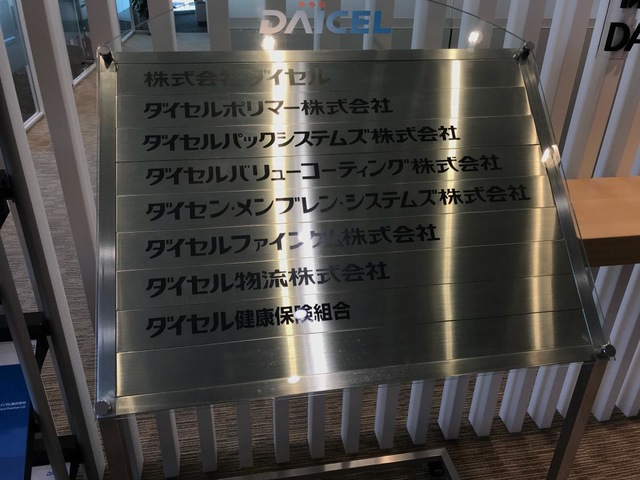 DAICEL
株式会社ダイセル
ダイセルポリマー株式会社
ダイセルパックシステムズ株式会社
ダイセルバリューコーティング株式会社
ダイセン・メンブレン・システムズ株式会社
ダイセルファインケム株式会社
ダイセル物流株式会社
ダイセル健康保険組合
DA